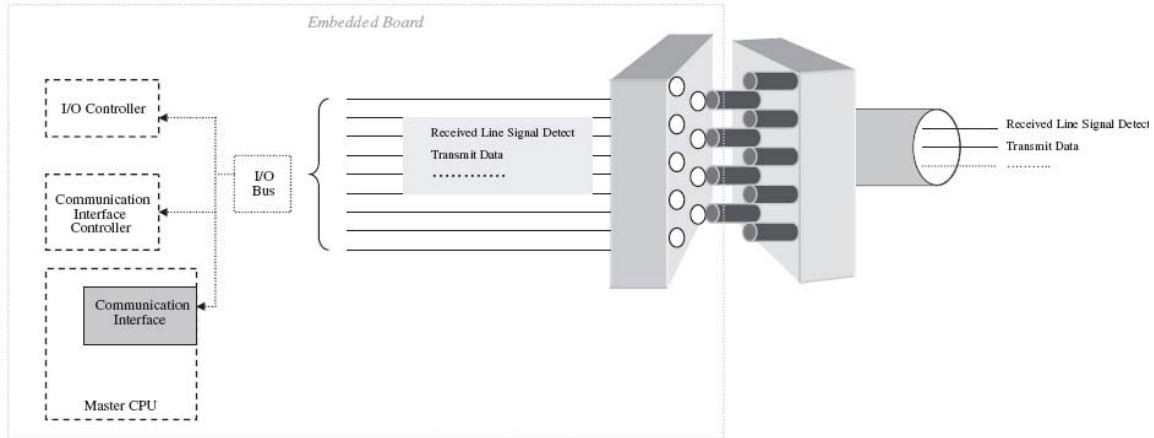 Embedded Board
I/O Controller
Communication
Interface
Controller
Communication
Interface
Master CPU
I/O
Bus
Received Line Signal Detect
Transmit Data
............
Received Line Signal Detect
Transmit Data
.........